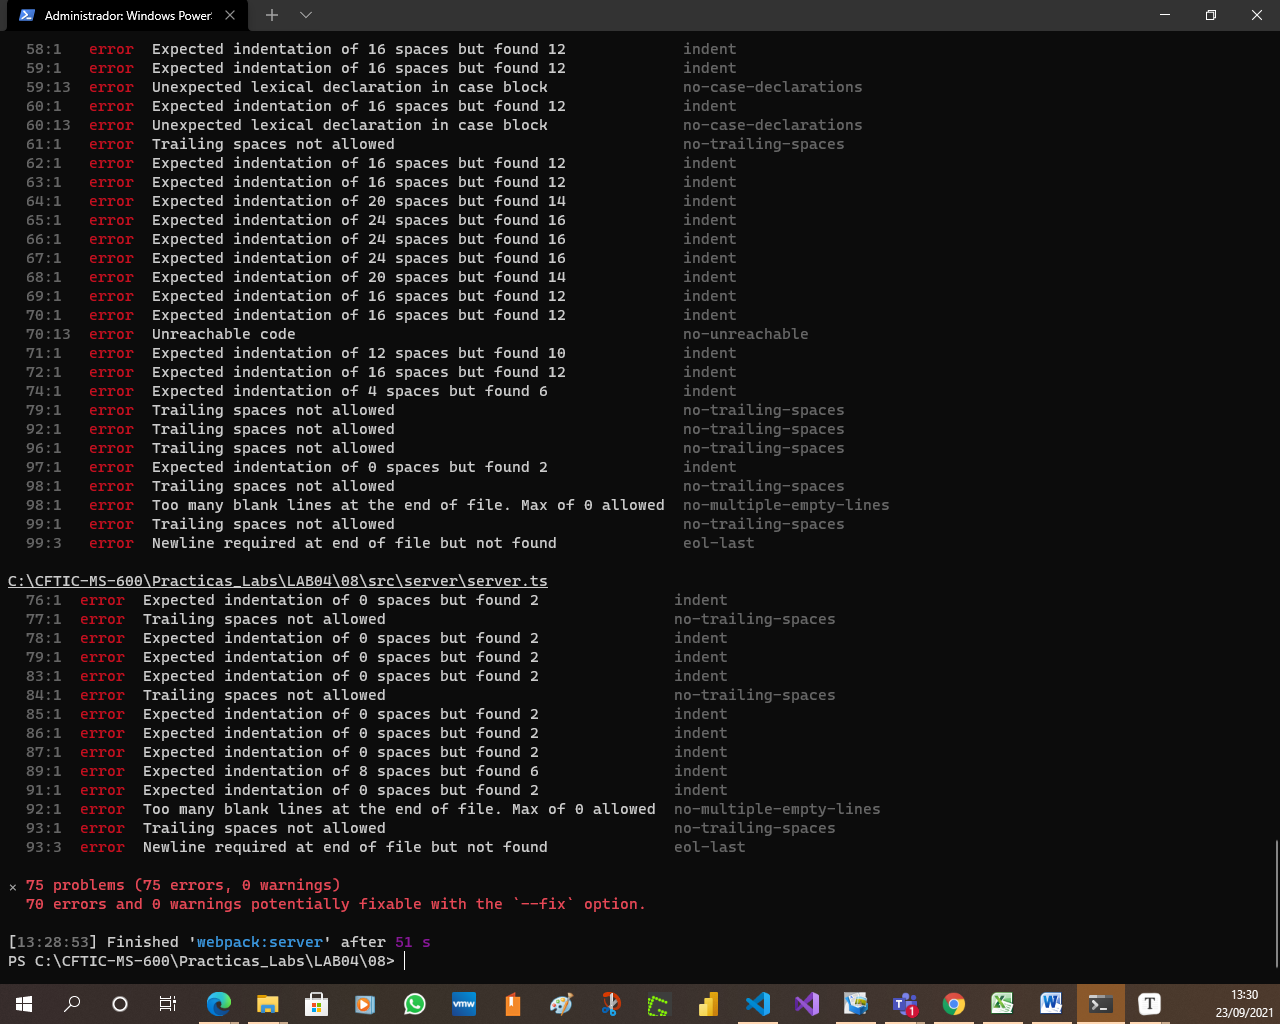 Administrador: Windows Power
58:1 error Expected indentation of 16 spaces but found 12 indent
59:1 error Expected indentation of 16 spaces but found 12 indent
59:13 error Unexpected lexical declaration in case block no-case-declarations
60:1 error Expected indentation of 16 spaces but found 12 indent
60:13 error Unexpected lexical declaration in case block no-case-declarations
61:1 error Trailing spaces not allowed no-trailing-spaces
62:1 error Expected indentation of 16 spaces but found 12 indent
63:1 error Expected indentation of 16 spaces but found 12 indent
64:1 error Expected indentation of 20 spaces but found 14 indent
65:1 error Expected indentation of 24 spaces but found 16 indent
66:1 error Expected indentation of 24 spaces but found 16 indent
67:1 error Expected indentation of 24 spaces but found 16 indent
68:1 error Expected indentation of 20 spaces but found 14 indent
69:1 error Expected indentation of 16 spaces but found 12 indent
70:1 error Expected indentation of 16 spaces but found 12 indent
70:13 error Unreachable code no-unreachable
71:1 error Expected indentation of 12 spaces but found 10 indent
72:1 error Expected indentation of 16 spaces but found 12 indent
74:1 error Expected indentation of 4 spaces but found 6 indent
79:1 error Trailing spaces not allowed no-trailing-spaces
92:1 error Trailing spaces not allowed no-trailing-spaces
96:1 error Trailing spaces not allowed no-trailing-spaces
97:1 error Expected indentation of 0 spaces but found 2 indent
98:1 error Trailing spaces not allowed no-trailing-spaces
98:1 error Too many blank lines at the end of file. Max of 0 allowed no-multiple-empty-lines
99:1 error Trailing spaces not allowed no-trailing-spaces
99:3 error Newline required at end of file but not found eol-last
C:\CFTIC-MS-600\Practicas_Labs\LAB04\08\src\server\server.ts
76:1 error Expected indentation of 0 spaces but found 2 indent
77:1 error Trailing spaces not allowed no-trailing-spaces
78:1 error Expected indentation of 0 spaces but found 2 indent
79:1 error Expected indentation of 0 spaces but found 2 indent
83:1 error Expected indentation of 0 spaces but found 2 indent
84:1 error Trailing spaces not allowed no-trailing-spaces
85:1 error Expected indentation of 0 spaces but found 2 indent
86:1 error Expected indentation of 0 spaces but found 2 indent
87:1 error Expected indentation of 0 spaces but found 2 indent
89:1 error Expected indentation of 8 spaces but found 6 indent
91:1 error Expected indentation of 0 spaces but found 2 indent
92:1 error Too many blank lines at the end of file. Max of 0 allowed no-multiple-empty-lines
93:1 error Trailing spaces not allowed no-trailing-spaces
93:3 error Newline required at end of file but not found eol-last
× 75 problems (75 errors, 0 warnings)
70 errors and 0 warnings potentially fixable with the `--fix` option.
[13:28:53] Finished 'webpack:server' after 51 s
PS C:\CFTIC-MS-600\Practicas_Labs\LAB04\08>
vmw
1
T
13:30
23/09/2021